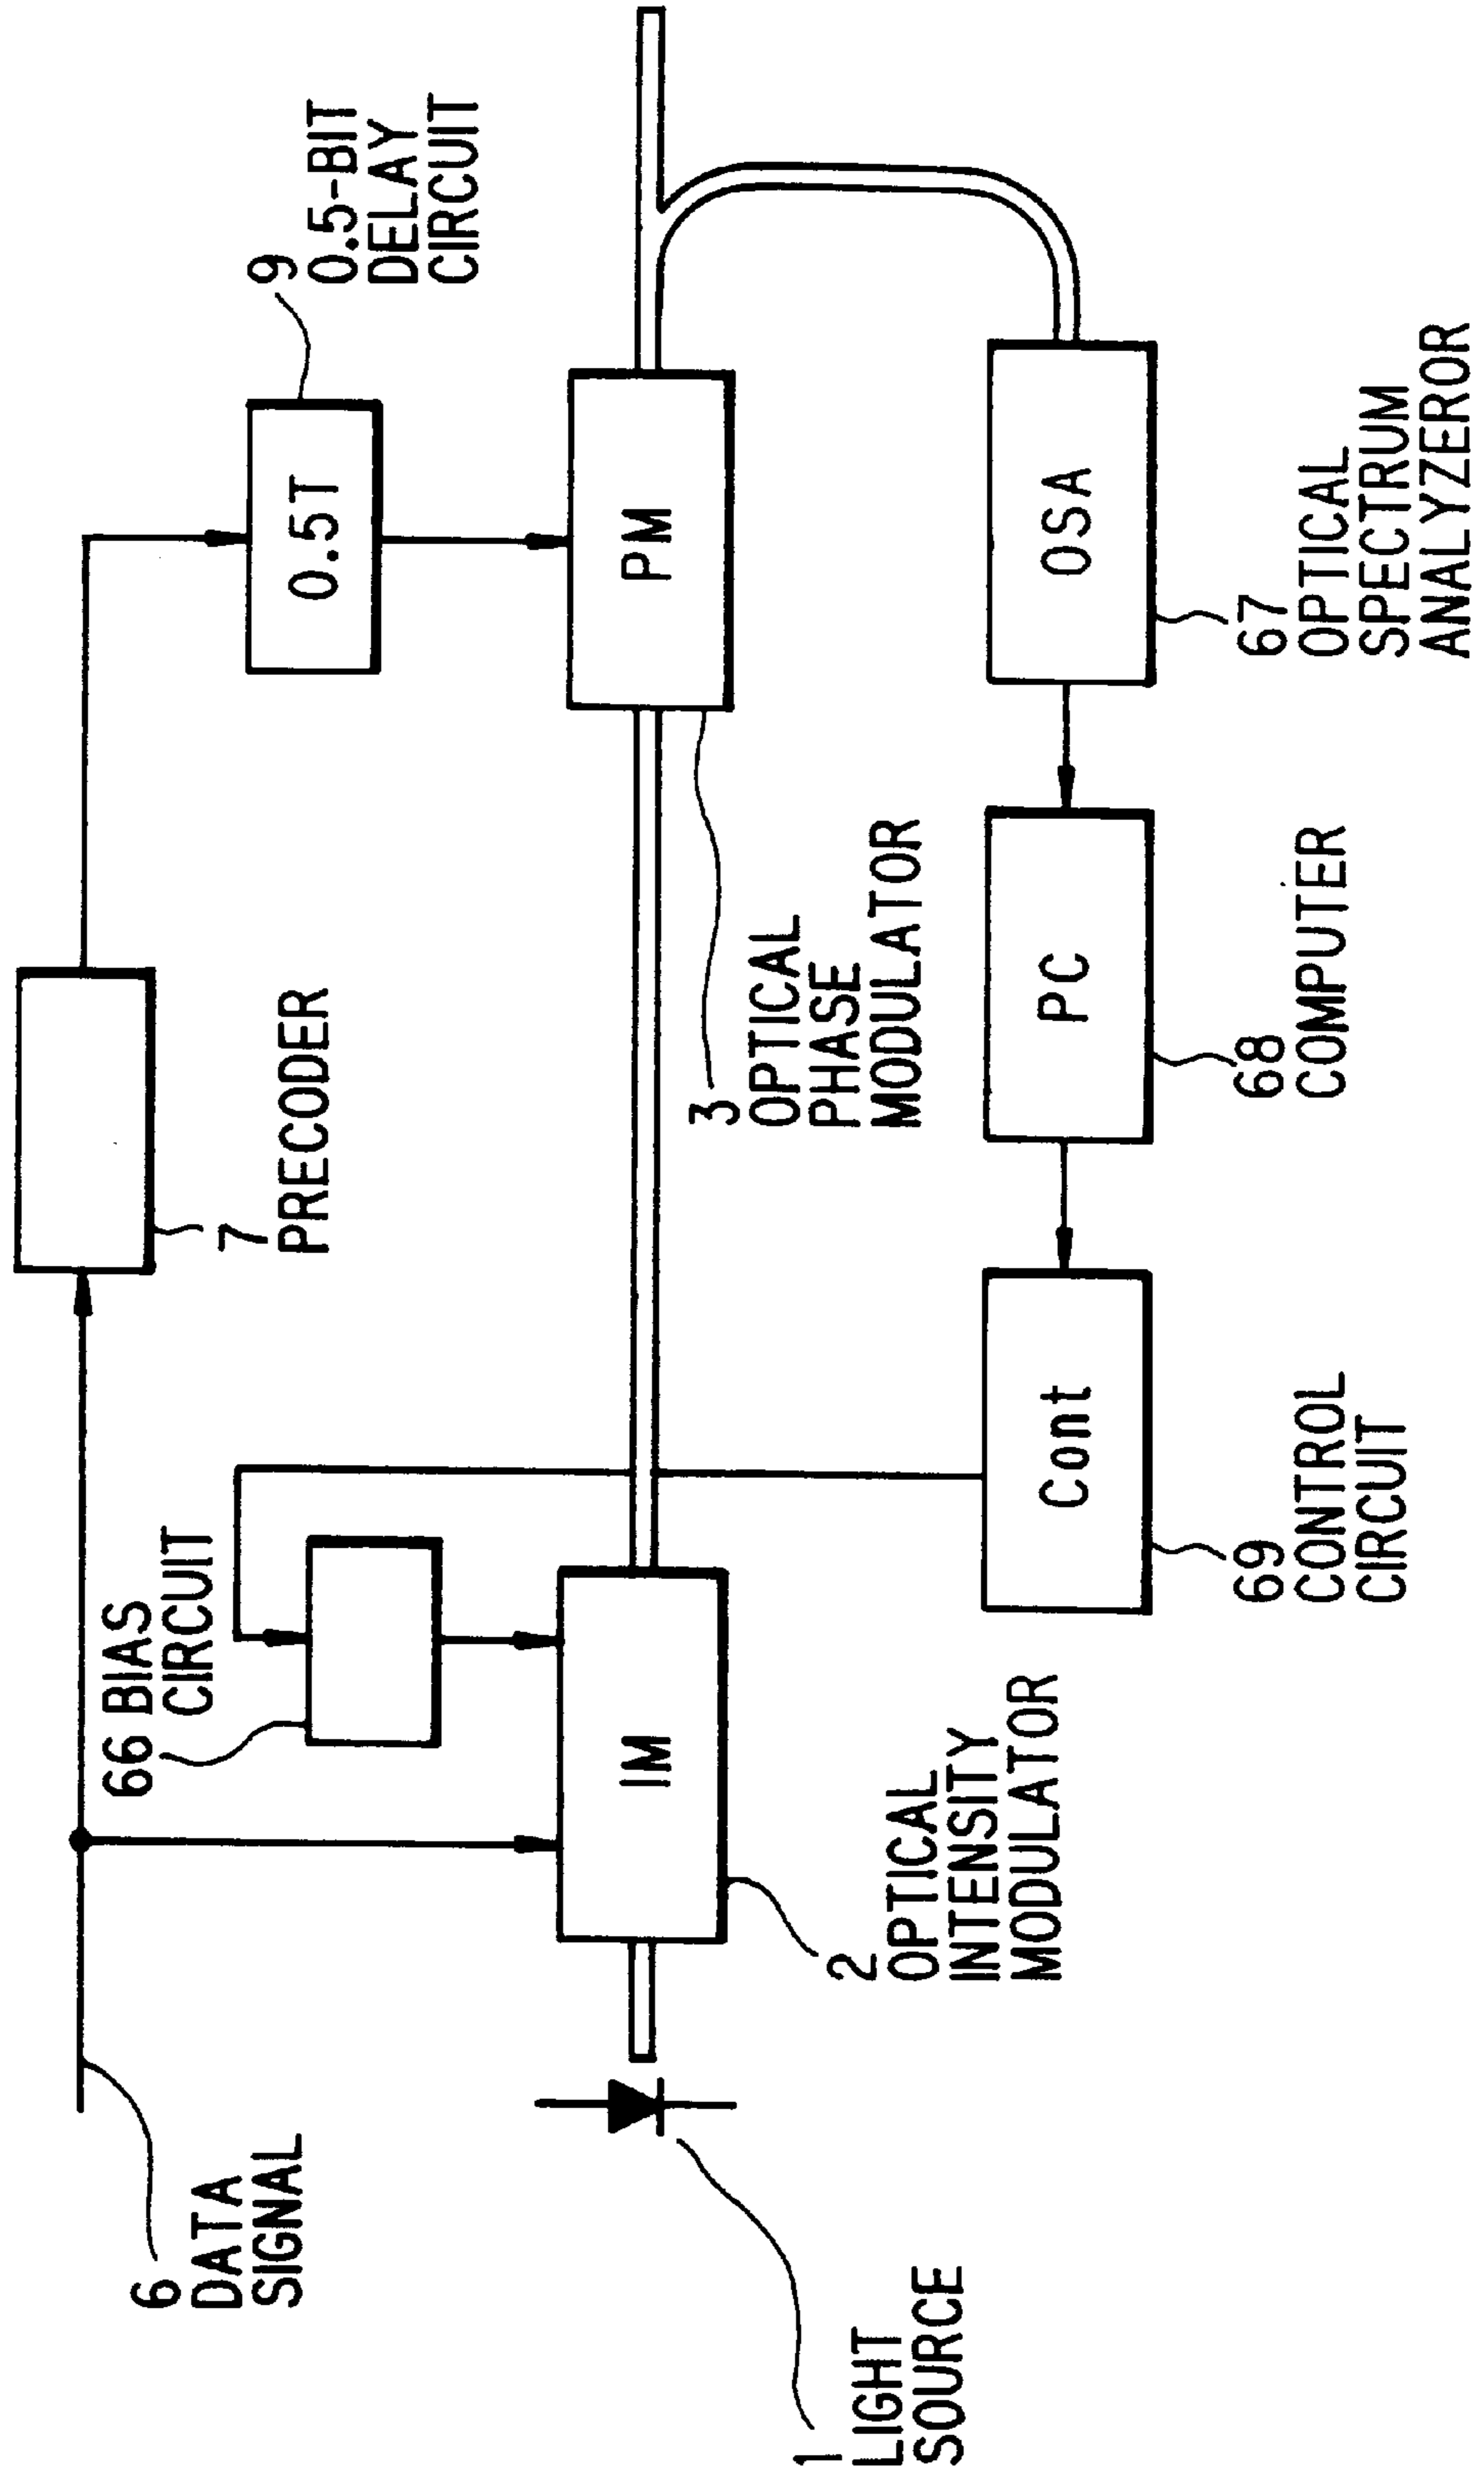 6
DATA
SIGNAL
1
LIGHT
SOURCE
66 BIAS
CIRCUIT
IM
2
OPTICAL
INTENSITY
MODULATOR
7
PRECODER
9
0.5-BIT
DELAY
CIRCUIT
0.5T
PM
3
OPTICAL
PHASE
MODULATOR
Cont
69
CONTROL
CIRCUIT
PC
68
COMPUTER
OSA
67
OPTICAL
SPECTRUM
ANALYZEROR